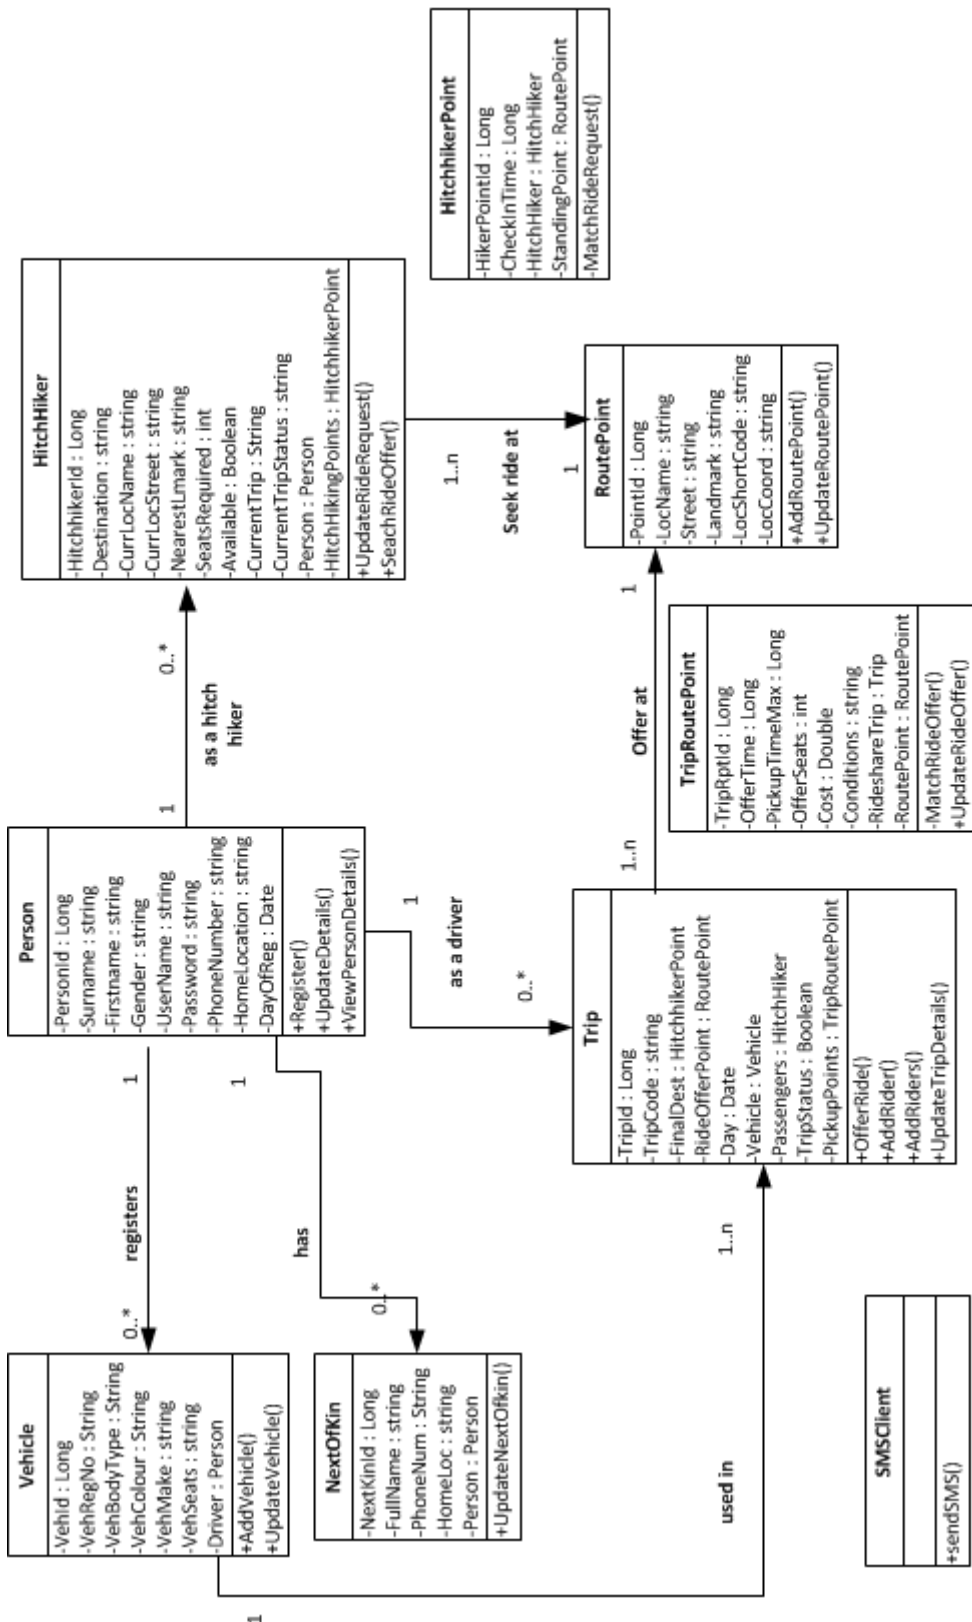 Vehicle
-VehId : Long
-VehRegNo : String
-VehBodyType : String
-VehColour : String
-VehMake : string
-VehSeats : string
-Driver : Person
+AddVehicle()
+UpdateVehicle()
0..*
registers
1
Person
-PersonId : Long
-Surname : string
-Firstname : string
-Gender : string
-UserName : string
-Password : string
-PhoneNumber : string
-HomeLocation : string
-DayOfReg : Date
+Register()
+UpdateDetails()
+ViewPersonDetails()
1
as a hitch
hiker
0..*
HitchHiker
-HitchhikerId : Long
-Destination : string
-CurrLocName : string
-CurrLocStreet : string
-NearestLmark : string
-SeatsRequired : int
-Available : Boolean
-CurrentTrip : String
-CurrentTripStatus : string
-Person : Person
-HitchHikingPoints : HitchhikerPoint
+UpdateRideRequest()
+SeachRideOffer()
NextOfKin
-NextKinId : Long
-FullName : string
-PhoneNum : String
-HomeLoc : string
-Person : Person
+UpdateNextOfkin()
0..*
has
1
as a driver
1
0..*
1..n
Seek ride at
1
HitchhikerPoint
-HikerPointId : Long
-CheckInTime : Long
-HitchHiker : HitchHiker
-StandingPoint : RoutePoint
-MatchRideRequest()
1
used in
1..n
Trip
-TripId : Long
-TripCode : string
-FinalDest : HitchhikerPoint
-RideOfferPoint : RoutePoint
-Day : Date
-Vehicle : Vehicle
-Passengers : HitchHiker
-TripStatus : Boolean
-PickupPoints : TripRoutePoint
+OfferRide()
+AddRider()
+AddRiders()
+UpdateTripDetails()
1..n
Offer at
1
RoutePoint
-PointId : Long
-LocName : string
-Street : string
-Landmark : string
-LocShortCode : string
-LocCoord : string
+AddRoutePoint()
+UpdateRoutePoint()
TripRoutePoint
-TripRptId : Long
-OfferTime : Long
-PickupTimeMax : Long
-OfferSeats : int
-Cost : Double
-Conditions : string
-RideshareTrip : Trip
-RoutePoint : RoutePoint
-MatchRideOffer()
+UpdateRideOffer()
SMSClient
+sendSMS()